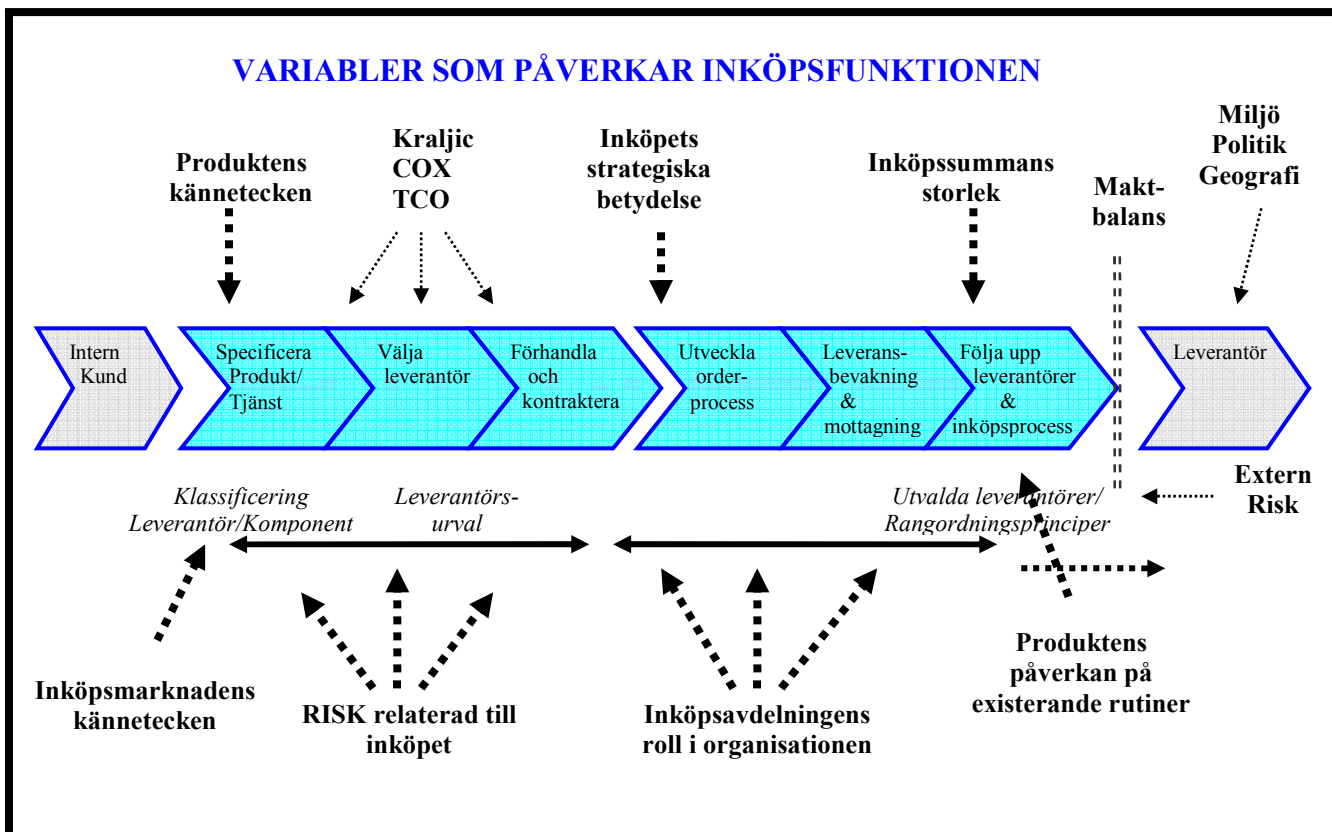 VARIABLER SOM PÅVERKAR INKÖPSFUNKTIONEN
Produktens
kännetecken
Kraljic
COX
TCO
Inköpets
strategiska
betydelse
Inköpssummans
storlek
Makt-
balans
Miljö
Politik
Geografi
Intern
Kund
Specificera
Produkt/
Tjänst
Välja
leverantör
Förhandla
och
kontraktera
Utveckla
order-
process
Leverans-
bevakning
&
mottagning
Följa upp
leverantörer
&
inköpsprocess
Leverantör
Klassificering
Leverantör/Komponent
Leverantörs-
urval
Utvalda leverantörer/
Rangordningsprinciper
Extern
Risk
Inköpsmarknadens
kännetecken
RISK relaterad till
inköpet
Inköpsavdelningens
roll i organisationen
Produktens
påverkan på
existerande rutiner